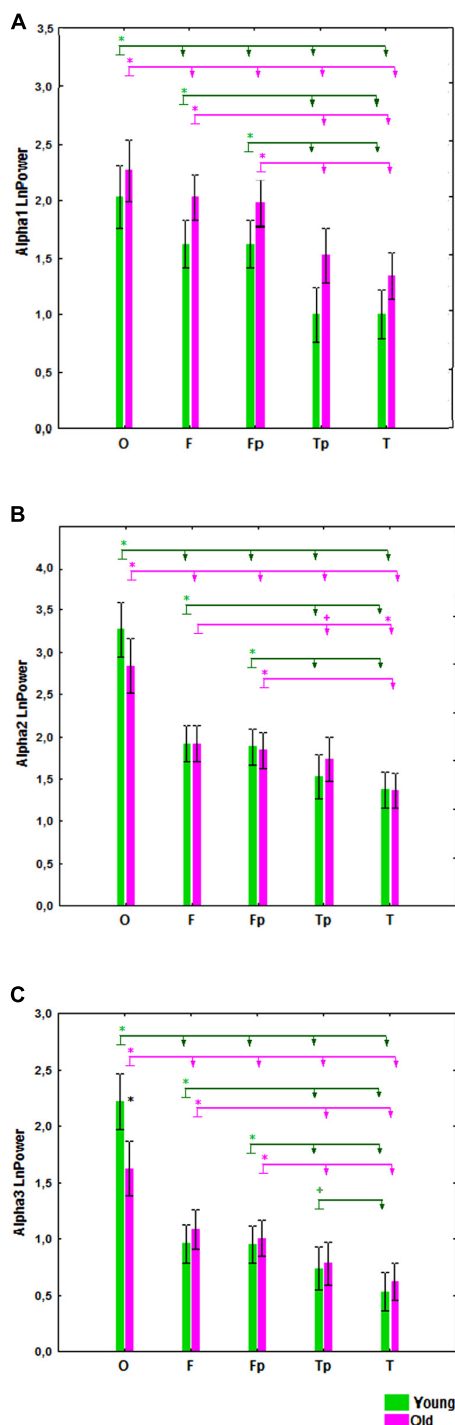 A
Alpha1 LnPower
3,5
3,0
2,5
2,0
1,5
1,0
0,5
0,0
* * * * * *
O F Fp Tp T
B
Alpha2 LnPower
4,0
3,5
3,0
2,5
2,0
1,5
1,0
0,5
0,0
* * * + * * *
O F Fp Tp T
C
Alpha3 LnPower
3,0
2,5
2,0
1,5
1,0
0,5
0,0
* * * * * * * +
O F Fp Tp T
Young
Old